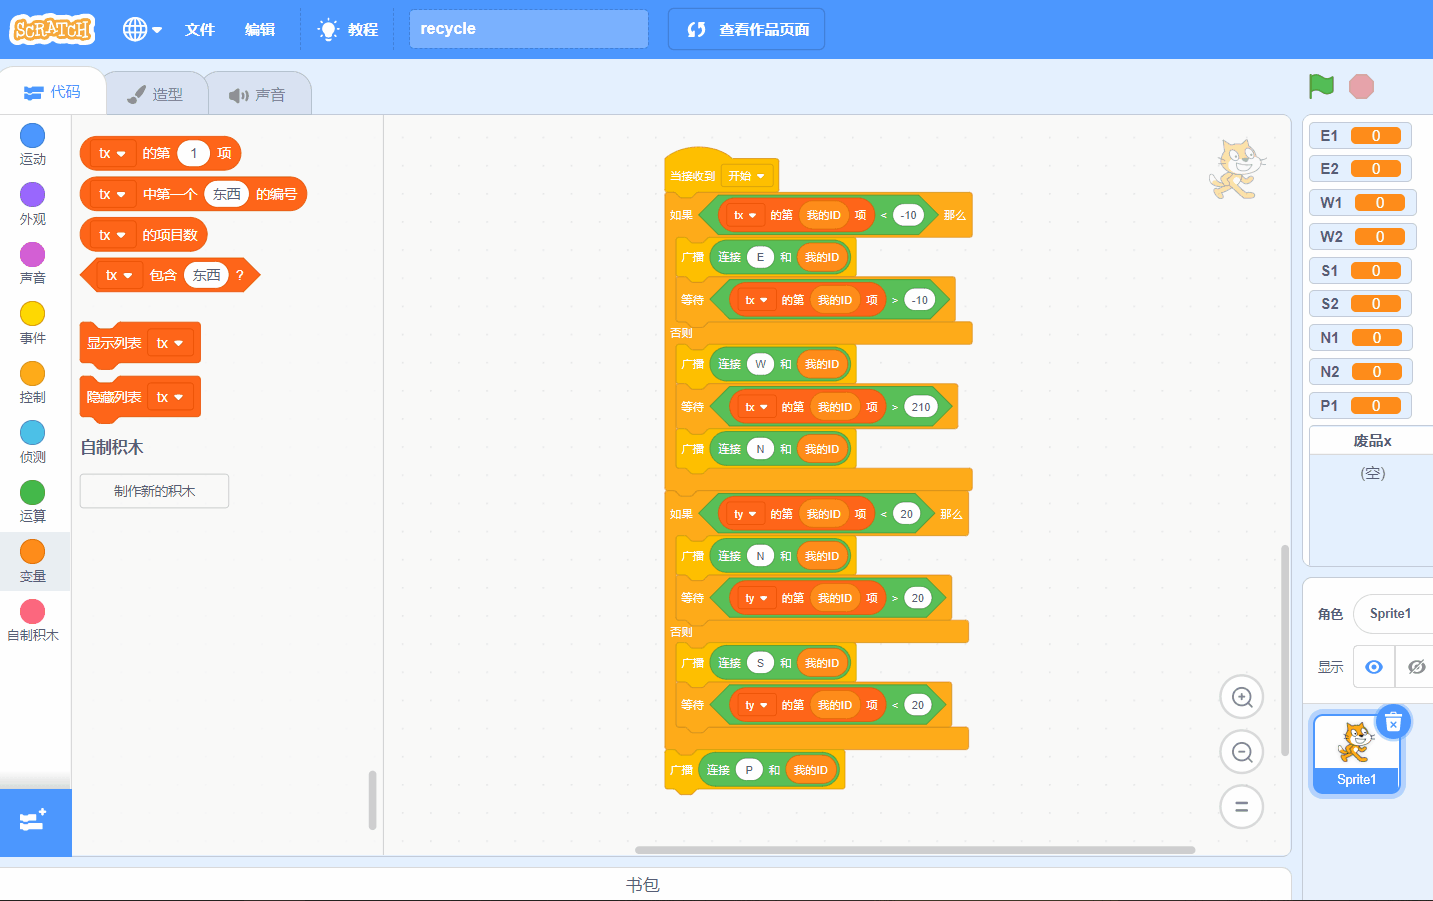 SCRATCH 文件 编辑 教程 recycle 查看作品页面
代码 造型 声音
运动
外观
声音
事件
控制
侦测
运算
变量
自制积木
tx 的第 1 项
tx 中第一个 东西 的编号
tx 的项目数
tx 包含 东西 ?
显示列表 tx
隐藏列表 tx
自制积木
制作新的积木
当接收到 开始
如果 tx 的第 我的ID 项 < -10 那么
广播 连接 E 和 我的ID
等待 tx 的第 我的ID 项 > -10
否则
广播 连接 W 和 我的ID
等待 tx 的第 我的ID 项 > 210
广播 连接 N 和 我的ID
如果 ty 的第 我的ID 项 < 20 那么
广播 连接 N 和 我的ID
等待 ty 的第 我的ID 项 > 20
否则
广播 连接 S 和 我的ID
等待 ty 的第 我的ID 项 < 20
广播 连接 P 和 我的ID
E1 0
E2 0
W1 0
W2 0
S1 0
S2 0
N1 0
N2 0
P1 0
废品x
(空)
角色 Sprite1
显示
Sprite1
书包